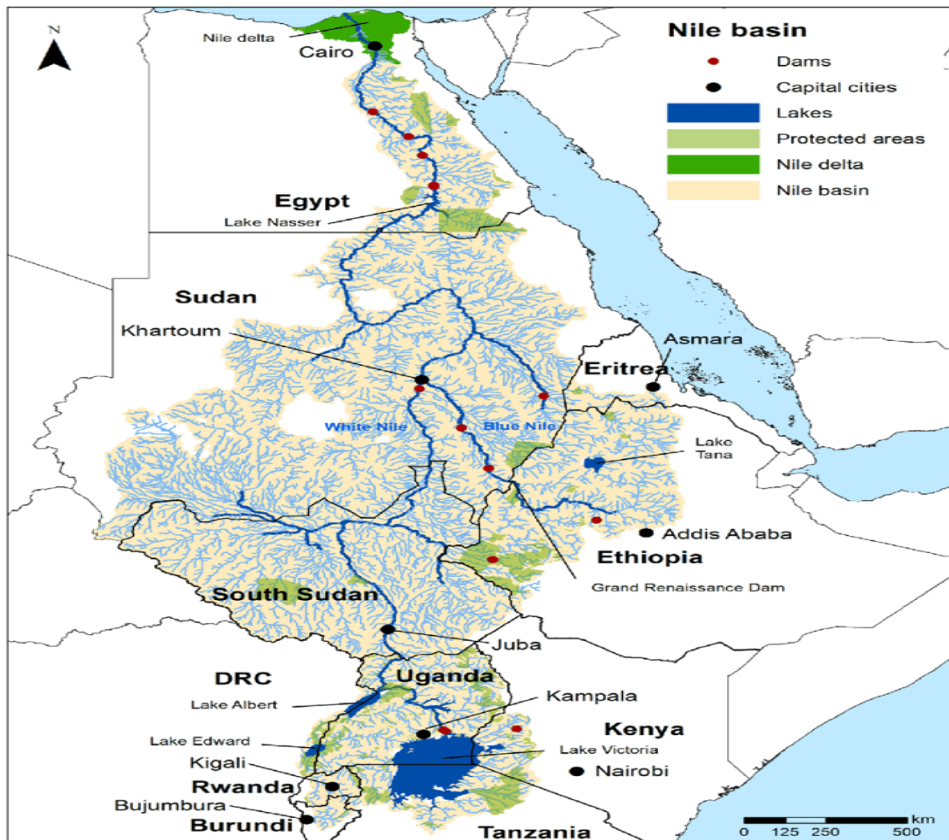 N
Nile delta
Cairo
Nile basin
Dams
Capital cities
Lakes
Protected areas
Nile delta
Nile basin
Egypt
Lake Nasser
Sudan
Khartoum
Asmara
Eritrea
White Nile
Blue Nile
Lake
Tana
Addis Ababa
Ethiopia
Grand Renaissance Dam
South Sudan
Juba
DRC
Uganda
Lake Albert
Kampala
Kenya
Lake Edward
Lake Victoria
Kigali
Nairobi
Rwanda
Bujumbura
Burundi
Tanzania
km
0 125 250 500